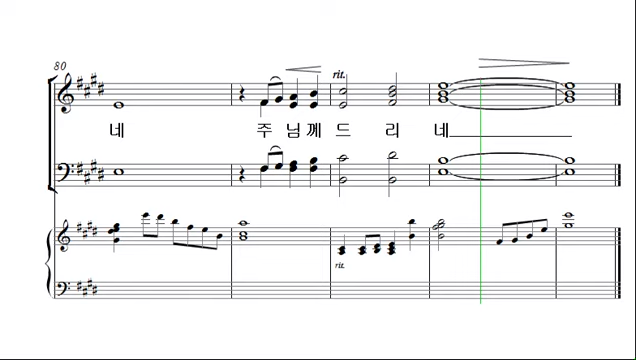 80
rit.
네 주 님 께 드 리 네
rit.